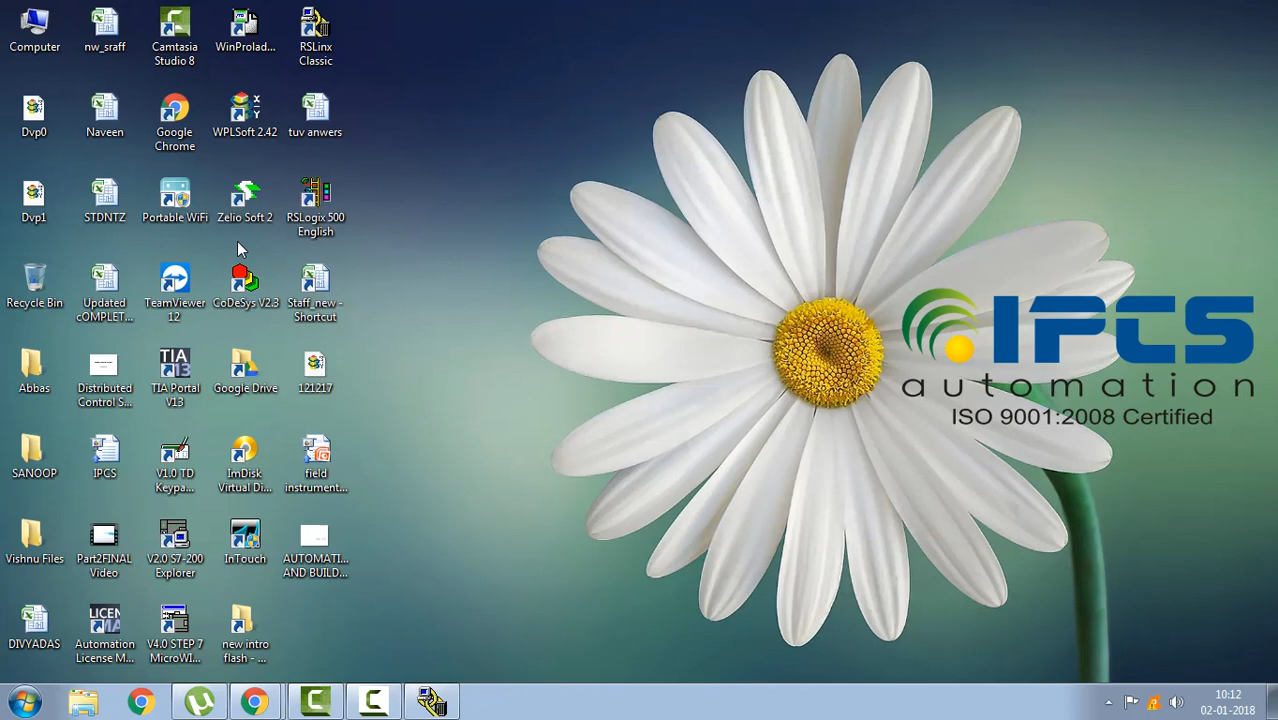 Computer
nw_sraff
Camtasia
Studio 8
WinProlad...
RSLinx
Classic
Dvp0
Naveen
Google
Chrome
WPLSoft 2.42
tuv anwers
Dvp1
STDNTZ
Portable WiFi
Zelio Soft 2
RSLogix 500
English
Recycle Bin
Updated
cOMPLET...
TeamViewer
12
CoDeSys V2.3
Staff_new -
Shortcut
Abbas
Distributed
Control S...
TIA
13
TIA Portal
V13
Google Drive
121217
SANOOP
IPCS
V1.0 TD
Keypa...
ImDisk
Virtual Di...
field
instrument...
Vishnu Files
Part2FINAL
Video
V2.0 S7-200
Explorer
InTouch
AUTOMATI...
AND BUILD...
DIVYADAS
LICEN
MA
Automation
License M...
V4.0 STEP 7
MicroWI...
new intro
flash - ...
X
Y
IPCS
automation
ISO 9001:2008 Certified
10:12
02-01-2018